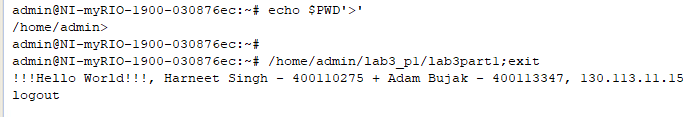 admin@NI-myRIO-1900-030876ec:~# echo $PWD'>'
/home/admin>
admin@NI-myRIO-1900-030876ec:~#
admin@NI-myRIO-1900-030876ec:~# /home/admin/lab3_p1/lab3part1;exit
!!!Hello World!!!, Harneet Singh - 400110275 + Adam Bujak - 400113347, 130.113.11.15
logout